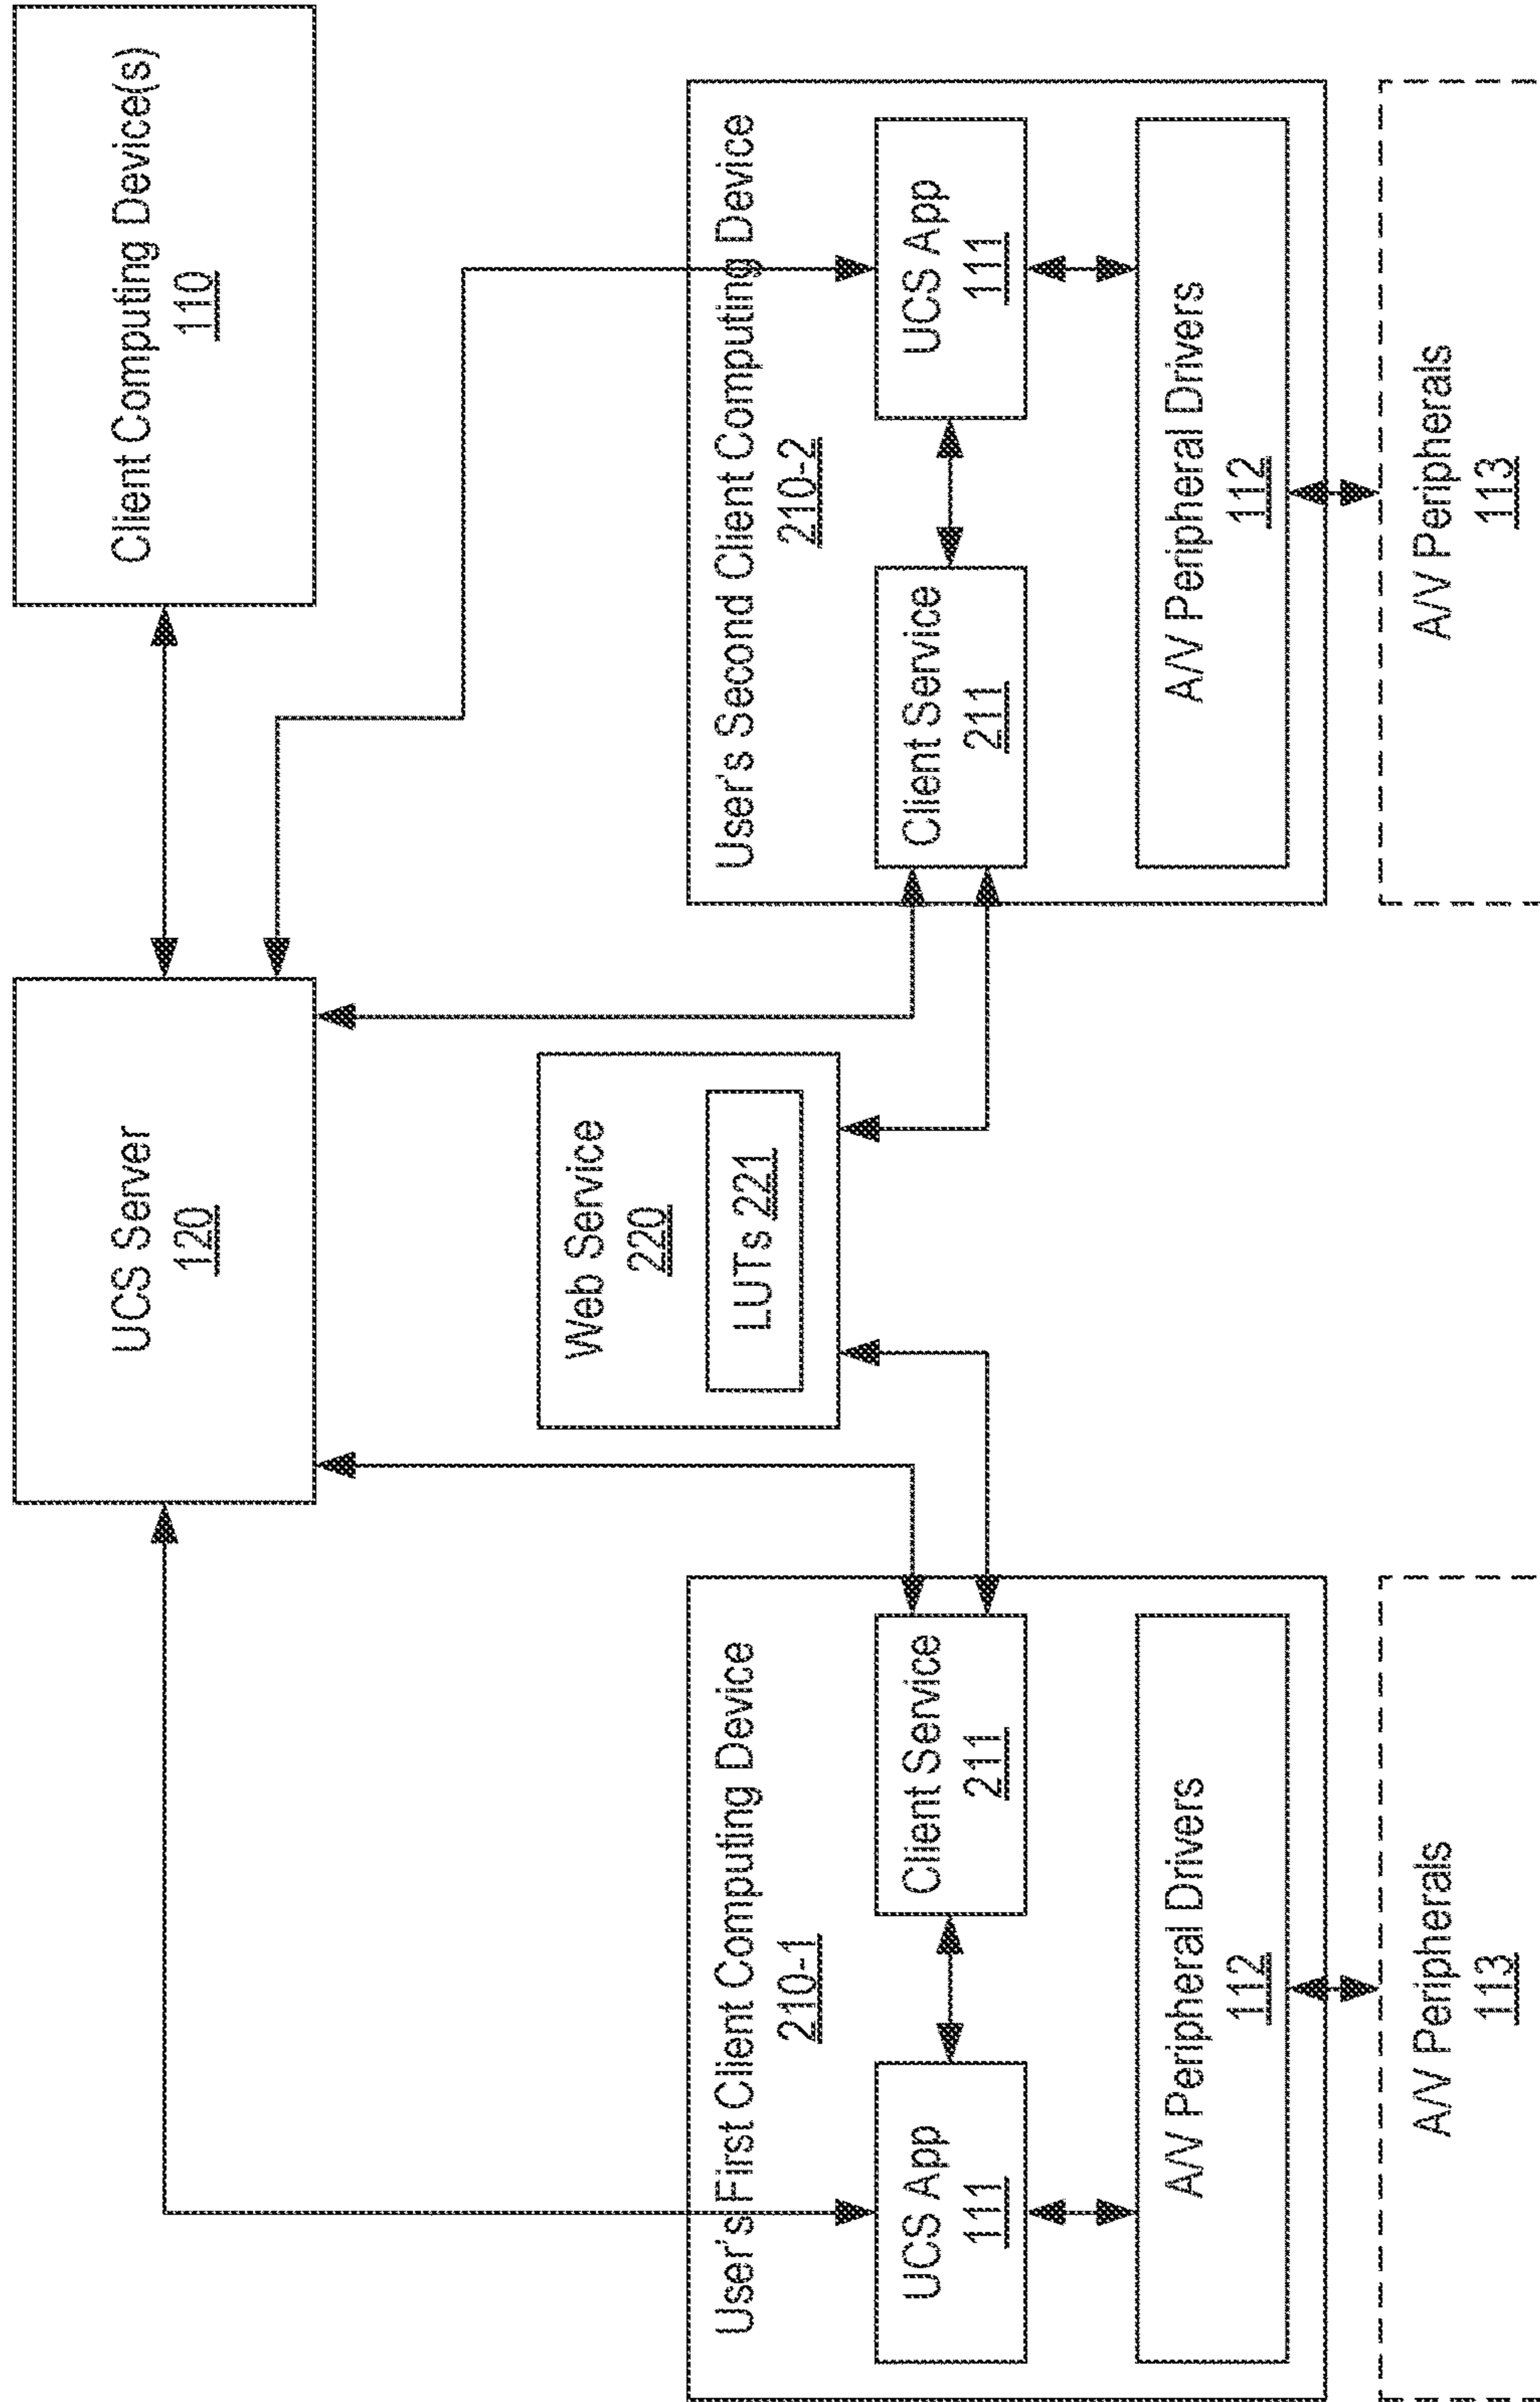 UCS Server
120
Client Computing Device(s)
110
Web Service
220
LUTs 221
User's First Client Computing Device
210-1
UCS App
111
Client Service
211
A/V Peripheral Drivers
112
A/V Peripherals
113
User's Second Client Computing Device
210-2
Client Service
211
UCS App
111
A/V Peripheral Drivers
112
A/V Peripherals
113